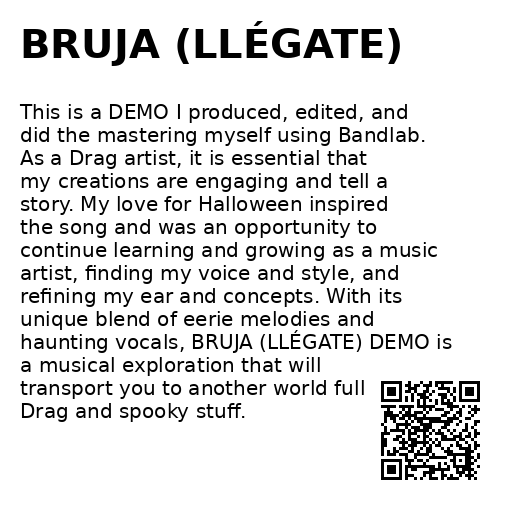 BRUJA (LLÉGATE)
This is a DEMO I produced, edited, and
did the mastering myself using Bandlab.
As a Drag artist, it is essential that
my creations are engaging and tell a
story. My love for Halloween inspired
the song and was an opportunity to
continue learning and growing as a music
artist, finding my voice and style, and
refining my ear and concepts. With its
unique blend of eerie melodies and
haunting vocals, BRUJA (LLÉGATE) DEMO is
a musical exploration that will
transport you to another world full
Drag and spooky stuff.